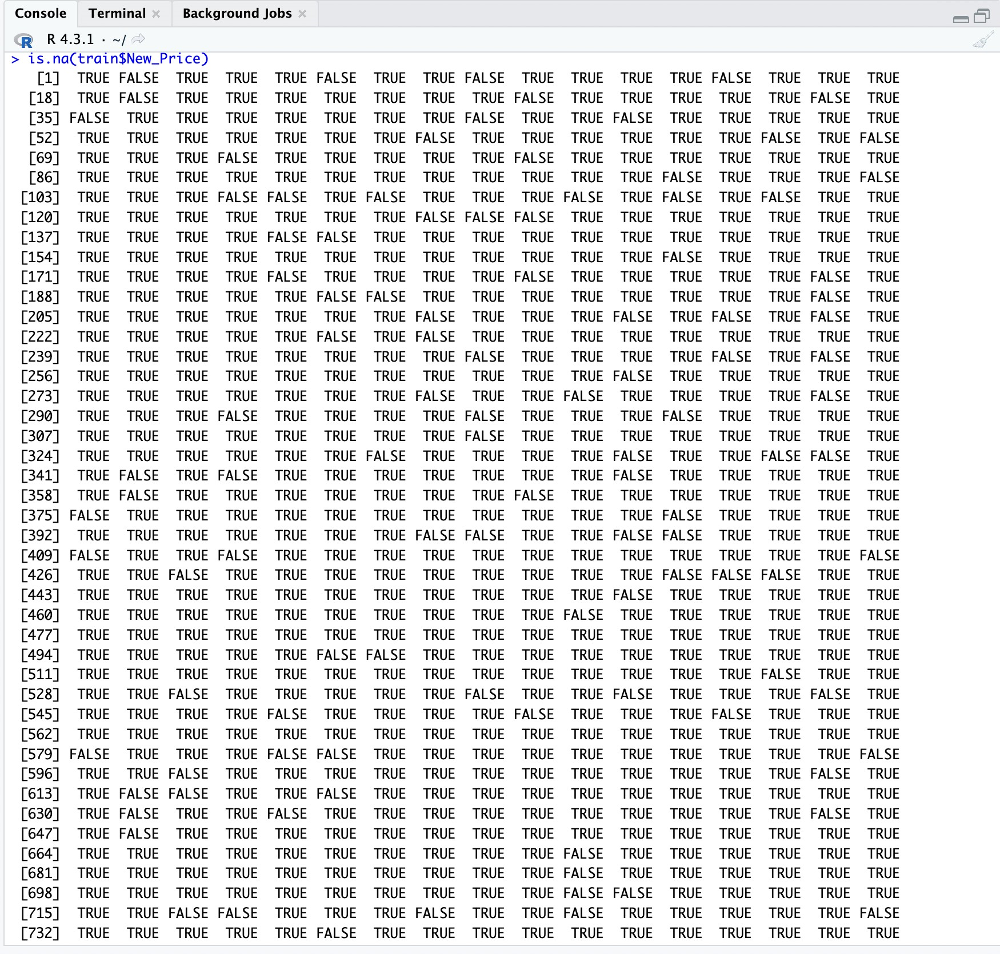 Console Terminal × Background Jobs ×
R R 4.3.1 · ~/
> is.na(train$New_Price)
[1] TRUE FALSE TRUE TRUE TRUE FALSE TRUE TRUE FALSE TRUE TRUE TRUE TRUE FALSE TRUE TRUE TRUE
[18] TRUE FALSE TRUE TRUE TRUE TRUE TRUE TRUE TRUE FALSE TRUE TRUE TRUE TRUE TRUE FALSE TRUE
[35] FALSE TRUE TRUE TRUE TRUE TRUE TRUE TRUE FALSE TRUE TRUE FALSE TRUE TRUE TRUE TRUE TRUE
[52] TRUE TRUE TRUE TRUE TRUE TRUE TRUE FALSE TRUE TRUE TRUE TRUE TRUE TRUE FALSE TRUE FALSE
[69] TRUE TRUE TRUE FALSE TRUE TRUE TRUE TRUE TRUE FALSE TRUE TRUE TRUE TRUE TRUE TRUE TRUE
[86] TRUE TRUE TRUE TRUE TRUE TRUE TRUE TRUE TRUE TRUE TRUE TRUE FALSE TRUE TRUE TRUE FALSE
[103] TRUE TRUE TRUE FALSE FALSE TRUE FALSE TRUE TRUE TRUE FALSE TRUE FALSE TRUE FALSE TRUE TRUE
[120] TRUE TRUE TRUE TRUE TRUE TRUE TRUE FALSE FALSE FALSE TRUE TRUE TRUE TRUE TRUE TRUE TRUE
[137] TRUE TRUE TRUE TRUE FALSE FALSE TRUE TRUE TRUE TRUE TRUE TRUE TRUE TRUE TRUE TRUE TRUE
[154] TRUE TRUE TRUE TRUE TRUE TRUE TRUE TRUE TRUE TRUE TRUE TRUE FALSE TRUE TRUE TRUE TRUE
[171] TRUE TRUE TRUE TRUE FALSE TRUE TRUE TRUE TRUE FALSE TRUE TRUE TRUE TRUE TRUE FALSE TRUE
[188] TRUE TRUE TRUE TRUE TRUE FALSE FALSE TRUE TRUE TRUE TRUE TRUE TRUE TRUE TRUE FALSE TRUE
[205] TRUE TRUE TRUE TRUE TRUE TRUE TRUE FALSE TRUE TRUE TRUE FALSE TRUE FALSE TRUE FALSE TRUE
[222] TRUE TRUE TRUE TRUE TRUE FALSE TRUE FALSE TRUE TRUE TRUE TRUE TRUE TRUE TRUE TRUE TRUE
[239] TRUE TRUE TRUE TRUE TRUE TRUE TRUE TRUE FALSE TRUE TRUE TRUE TRUE FALSE TRUE FALSE TRUE
[256] TRUE TRUE TRUE TRUE TRUE TRUE TRUE TRUE TRUE TRUE TRUE FALSE TRUE TRUE TRUE TRUE TRUE
[273] TRUE TRUE TRUE TRUE TRUE TRUE TRUE FALSE TRUE TRUE FALSE TRUE TRUE TRUE TRUE FALSE TRUE
[290] TRUE TRUE TRUE FALSE TRUE TRUE TRUE TRUE FALSE TRUE TRUE TRUE FALSE TRUE TRUE TRUE TRUE
[307] TRUE TRUE TRUE TRUE TRUE TRUE TRUE TRUE FALSE TRUE TRUE TRUE TRUE TRUE TRUE TRUE TRUE
[324] TRUE TRUE TRUE TRUE TRUE TRUE FALSE TRUE TRUE TRUE TRUE FALSE TRUE TRUE FALSE FALSE TRUE
[341] TRUE FALSE TRUE FALSE TRUE TRUE TRUE TRUE TRUE TRUE TRUE FALSE TRUE TRUE TRUE TRUE TRUE
[358] TRUE FALSE TRUE TRUE TRUE TRUE TRUE TRUE TRUE FALSE TRUE TRUE TRUE TRUE TRUE TRUE TRUE
[375] FALSE TRUE TRUE TRUE TRUE TRUE TRUE TRUE TRUE TRUE TRUE TRUE FALSE TRUE TRUE TRUE TRUE
[392] TRUE TRUE TRUE TRUE TRUE TRUE TRUE FALSE FALSE TRUE TRUE FALSE FALSE TRUE TRUE TRUE TRUE
[409] FALSE TRUE TRUE FALSE TRUE TRUE TRUE TRUE TRUE TRUE TRUE TRUE TRUE TRUE TRUE TRUE FALSE
[426] TRUE TRUE FALSE TRUE TRUE TRUE TRUE TRUE TRUE TRUE TRUE TRUE FALSE FALSE FALSE TRUE TRUE
[443] TRUE TRUE TRUE TRUE TRUE TRUE TRUE TRUE TRUE TRUE TRUE FALSE TRUE TRUE TRUE TRUE TRUE
[460] TRUE TRUE TRUE TRUE TRUE TRUE TRUE TRUE TRUE TRUE FALSE TRUE TRUE TRUE TRUE TRUE TRUE
[477] TRUE TRUE TRUE TRUE TRUE TRUE TRUE TRUE TRUE TRUE TRUE TRUE TRUE TRUE TRUE TRUE TRUE
[494] TRUE TRUE TRUE TRUE TRUE FALSE FALSE TRUE TRUE TRUE TRUE TRUE TRUE TRUE TRUE TRUE TRUE
[511] TRUE TRUE TRUE TRUE TRUE TRUE TRUE TRUE TRUE TRUE TRUE TRUE TRUE TRUE FALSE TRUE TRUE
[528] TRUE TRUE FALSE TRUE TRUE TRUE TRUE TRUE FALSE TRUE TRUE FALSE TRUE TRUE TRUE FALSE TRUE
[545] TRUE TRUE TRUE TRUE FALSE TRUE TRUE TRUE TRUE FALSE TRUE TRUE TRUE FALSE TRUE TRUE TRUE
[562] TRUE TRUE TRUE TRUE TRUE TRUE TRUE TRUE TRUE TRUE TRUE TRUE TRUE TRUE TRUE TRUE TRUE
[579] FALSE TRUE TRUE TRUE FALSE FALSE TRUE TRUE TRUE TRUE TRUE TRUE TRUE TRUE TRUE TRUE FALSE
[596] TRUE TRUE FALSE TRUE TRUE TRUE TRUE TRUE TRUE TRUE TRUE TRUE TRUE TRUE TRUE FALSE TRUE
[613] TRUE FALSE FALSE TRUE TRUE FALSE TRUE TRUE TRUE TRUE TRUE TRUE TRUE TRUE TRUE TRUE TRUE
[630] TRUE FALSE TRUE TRUE FALSE TRUE TRUE TRUE TRUE TRUE TRUE TRUE TRUE TRUE TRUE FALSE TRUE
[647] TRUE FALSE TRUE TRUE TRUE TRUE TRUE TRUE TRUE TRUE TRUE TRUE TRUE TRUE TRUE TRUE TRUE
[664] TRUE TRUE TRUE TRUE TRUE TRUE TRUE TRUE TRUE TRUE FALSE TRUE TRUE TRUE TRUE TRUE TRUE
[681] TRUE TRUE TRUE TRUE TRUE TRUE TRUE TRUE TRUE TRUE FALSE TRUE TRUE TRUE TRUE TRUE TRUE
[698] TRUE TRUE TRUE TRUE TRUE TRUE TRUE TRUE TRUE TRUE FALSE FALSE TRUE TRUE TRUE TRUE TRUE
[715] TRUE TRUE FALSE FALSE TRUE TRUE TRUE FALSE TRUE TRUE FALSE TRUE TRUE TRUE TRUE TRUE FALSE
[732] TRUE TRUE TRUE TRUE TRUE FALSE TRUE TRUE TRUE TRUE TRUE TRUE TRUE TRUE TRUE TRUE TRUE